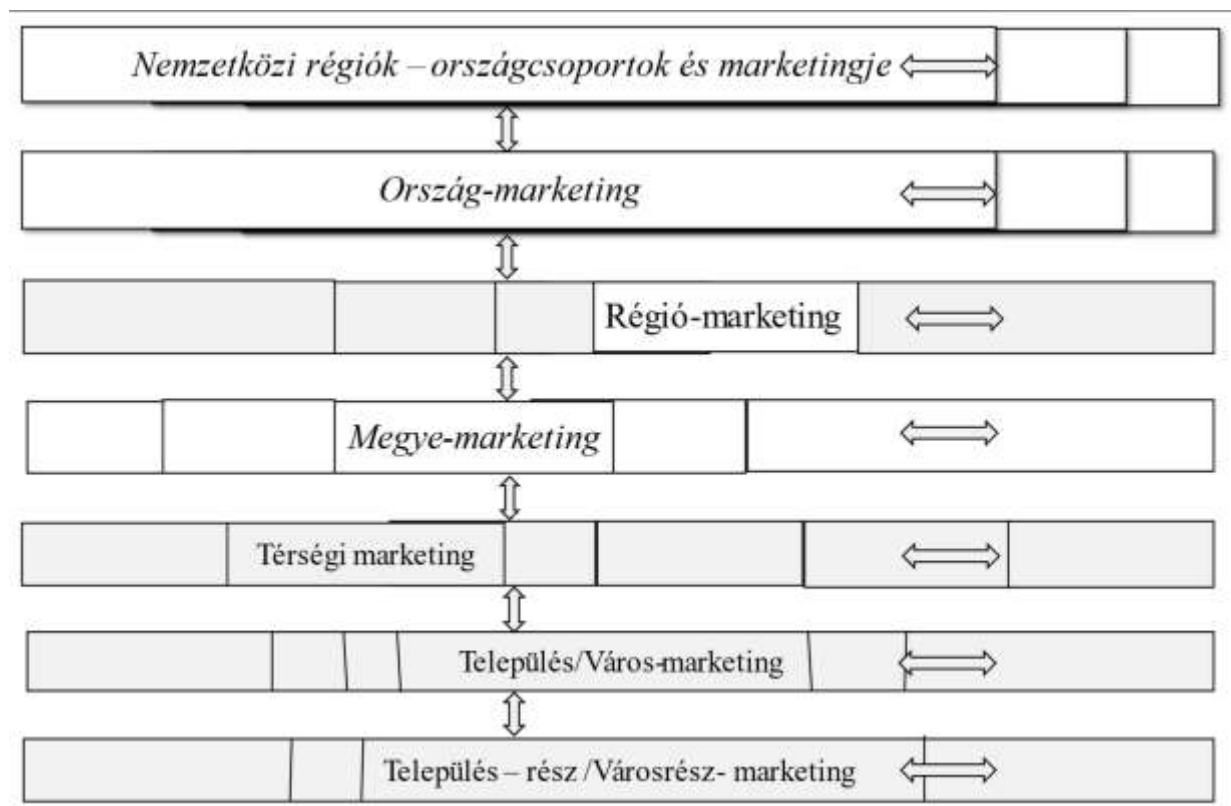 Nemzetközi régiók – országcsoportok és marketingje
Ország-marketing
Régió-marketing
Megye-marketing
Térségi marketing
Település/Város-marketing
Település – rész /Városrész- marketing